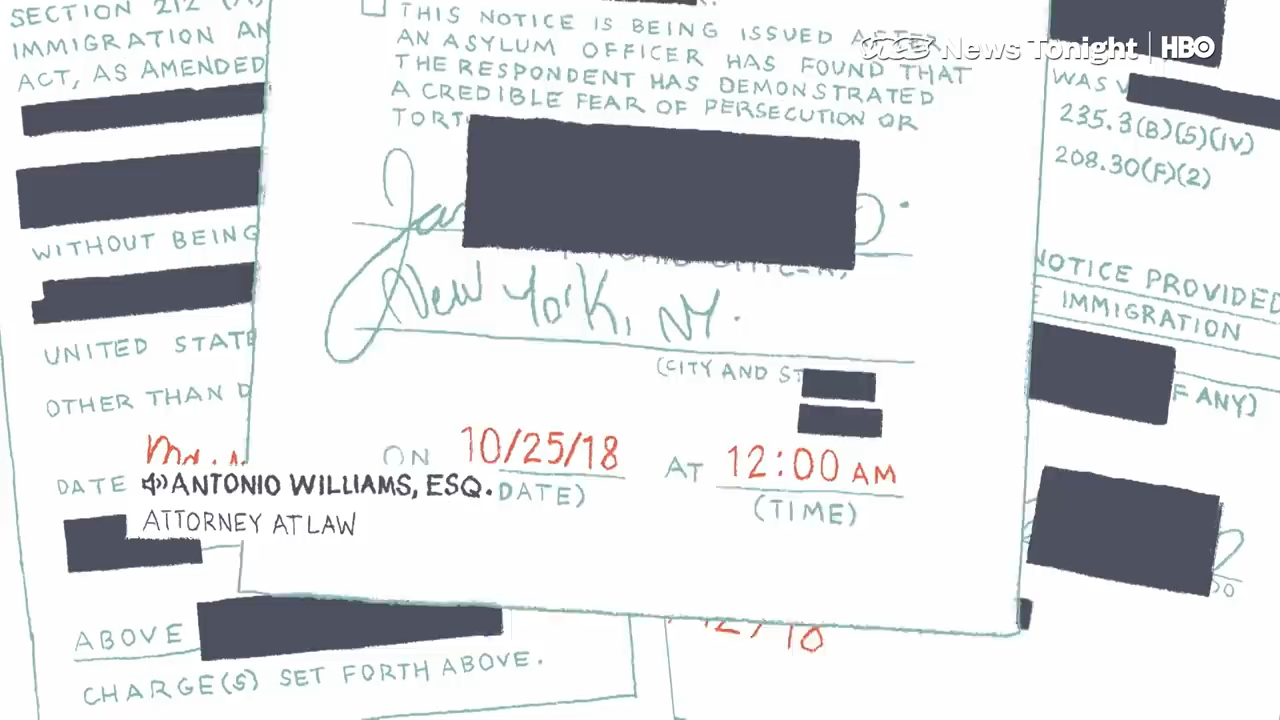 SECTION 212 (A)
IMMIGRATION AN
ACT, AS AMENDED
WITHOUT BEING
UNITED STATE
OTHER THAN D
DATE
ABOVE
CHARGE(S) SET FORTH ABOVE.
THIS NOTICE IS BEING ISSUED AFTER
AN ASYLUM OFFICER HAS FOUND THAT
THE RESPONDENT HAS DEMONSTRATED
A CREDIBLE FEAR OF PERSECUTION OR
TORT
New York, NY.
(CITY AND ST
ON 10/25/18 AT 12:00 AM
DATE) (TIME)
ANTONIO WILLIAMS, ESQ.
ATTORNEY AT LAW
VICE News Tonight | HBO
WAS V
235.3(B)(5)(IV)
208.30(F)(2)
NOTICE PROVIDED
E IMMIGRATION
F ANY)